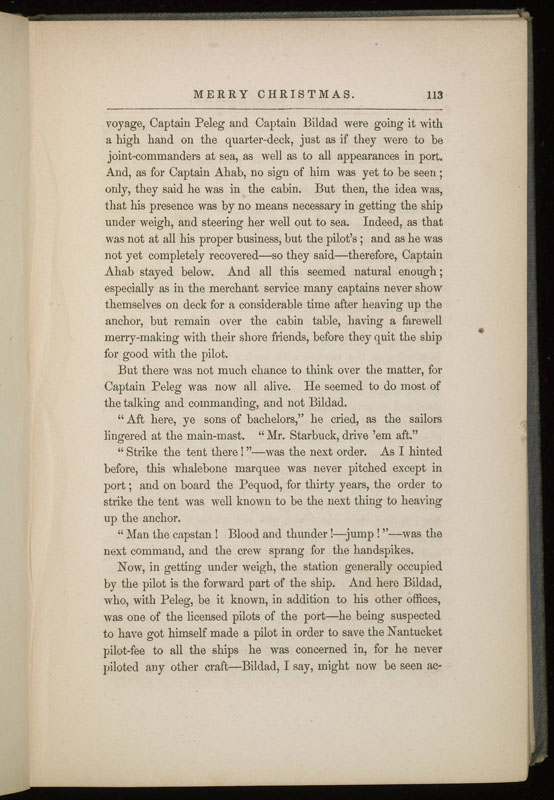 MERRY CHRISTMAS. 113
voyage, Captain Peleg and Captain Bildad were going it with
a high hand on the quarter-deck, just as if they were to be
joint-commanders at sea, as well as to all appearances in port.
And, as for Captain Ahab, no sign of him was yet to be seen;
only, they said he was in the cabin. But then, the idea was,
that his presence was by no means necessary in getting the ship
under weigh, and steering her well out to sea. Indeed, as that
was not at all his proper business, but the pilot's; and as he was
not yet completely recovered—so they said—therefore, Captain
Ahab stayed below. And all this seemed natural enough;
especially as in the merchant service many captains never show
themselves on deck for a considerable time after heaving up the
anchor, but remain over the cabin table, having a farewell
merry-making with their shore friends, before they quit the ship
for good with the pilot.
But there was not much chance to think over the matter, for
Captain Peleg was now all alive. He seemed to do most of
the talking and commanding, and not Bildad.
"Aft here, ye sons of bachelors," he cried, as the sailors
lingered at the main-mast. "Mr. Starbuck, drive 'em aft."
"Strike the tent there!"—was the next order. As I hinted
before, this whalebone marquee was never pitched except in
port; and on board the Pequod, for thirty years, the order to
strike the tent was well known to be the next thing to heaving
up the anchor.
"Man the capstan! Blood and thunder!—jump!"—was the
next command, and the crew sprang for the handspikes.
Now, in getting under weigh, the station generally occupied
by the pilot is the forward part of the ship. And here Bildad,
who, with Peleg, be it known, in addition to his other offices,
was one of the licensed pilots of the port—he being suspected
to have got himself made a pilot in order to save the Nantucket
pilot-fee to all the ships he was concerned in, for he never
piloted any other craft—Bildad, I say, might now be seen ac-